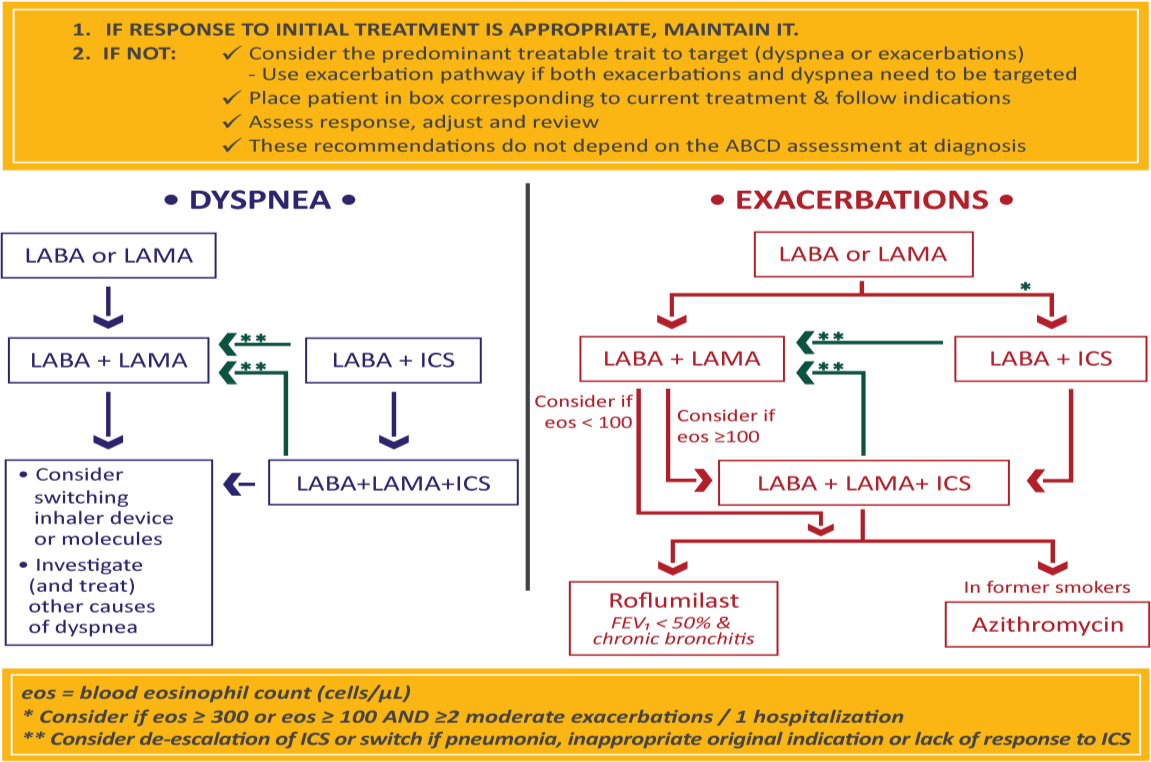 1. IF RESPONSE TO INITIAL TREATMENT IS APPROPRIATE, MAINTAIN IT.
2. IF NOT: ✓ Consider the predominant treatable trait to target (dyspnea or exacerbations)
- Use exacerbation pathway if both exacerbations and dyspnea need to be targeted
✓ Place patient in box corresponding to current treatment & follow indications
✓ Assess response, adjust and review
✓ These recommendations do not depend on the ABCD assessment at diagnosis
• DYSPNEA •
LABA or LAMA
LABA + LAMA
**
**
LABA + ICS
LABA+LAMA+ICS
• Consider
switching
inhaler device
or molecules
• Investigate
(and treat)
other causes
of dyspnea
• EXACERBATIONS •
LABA or LAMA
*
LABA + LAMA
**
**
LABA + ICS
Consider if
eos < 100
Consider if
eos ≥100
LABA + LAMA+ ICS
Roflumilast
FEV₁ < 50% &
chronic bronchitis
In former smokers
Azithromycin
eos = blood eosinophil count (cells/µL)
* Consider if eos ≥ 300 or eos ≥ 100 AND ≥2 moderate exacerbations / 1 hospitalization
** Consider de-escalation of ICS or switch if pneumonia, inappropriate original indication or lack of response to ICS